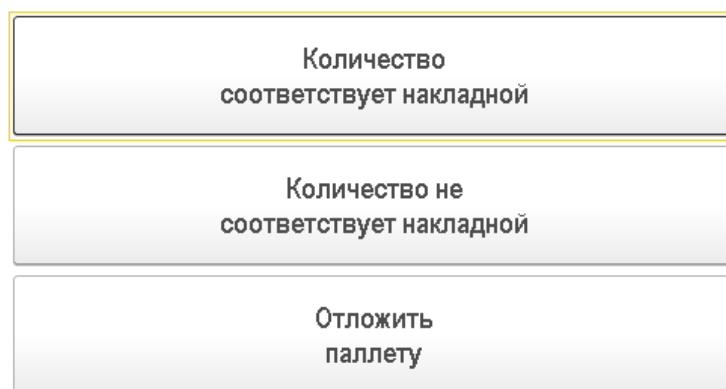 Количество
соответствует накладной
Количество не
соответствует накладной
Отложить
паллету